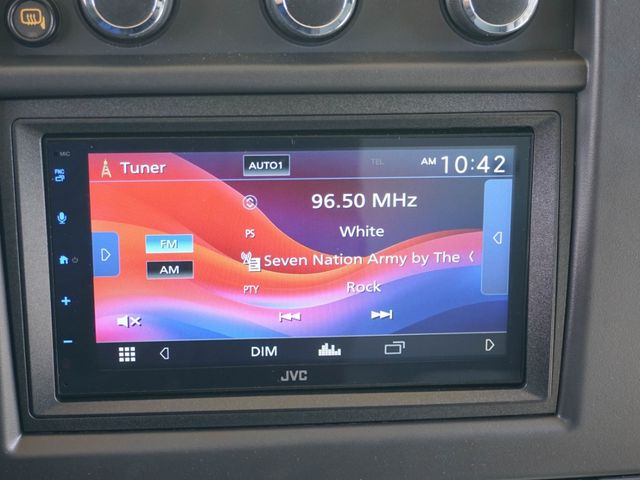 MIC
FNC
Tuner
AUTO1
TEL
AM 10:42
96.50 MHz
PS White
FM
Seven Nation Army by The
AM
PTY Rock
DIM
JVC